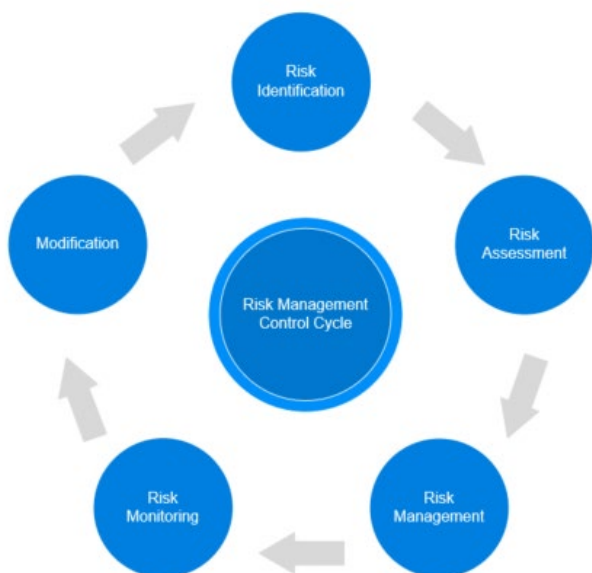 Risk
Identification
Risk
Assessment
Risk
Management
Risk
Monitoring
Modification
Risk Management
Control Cycle